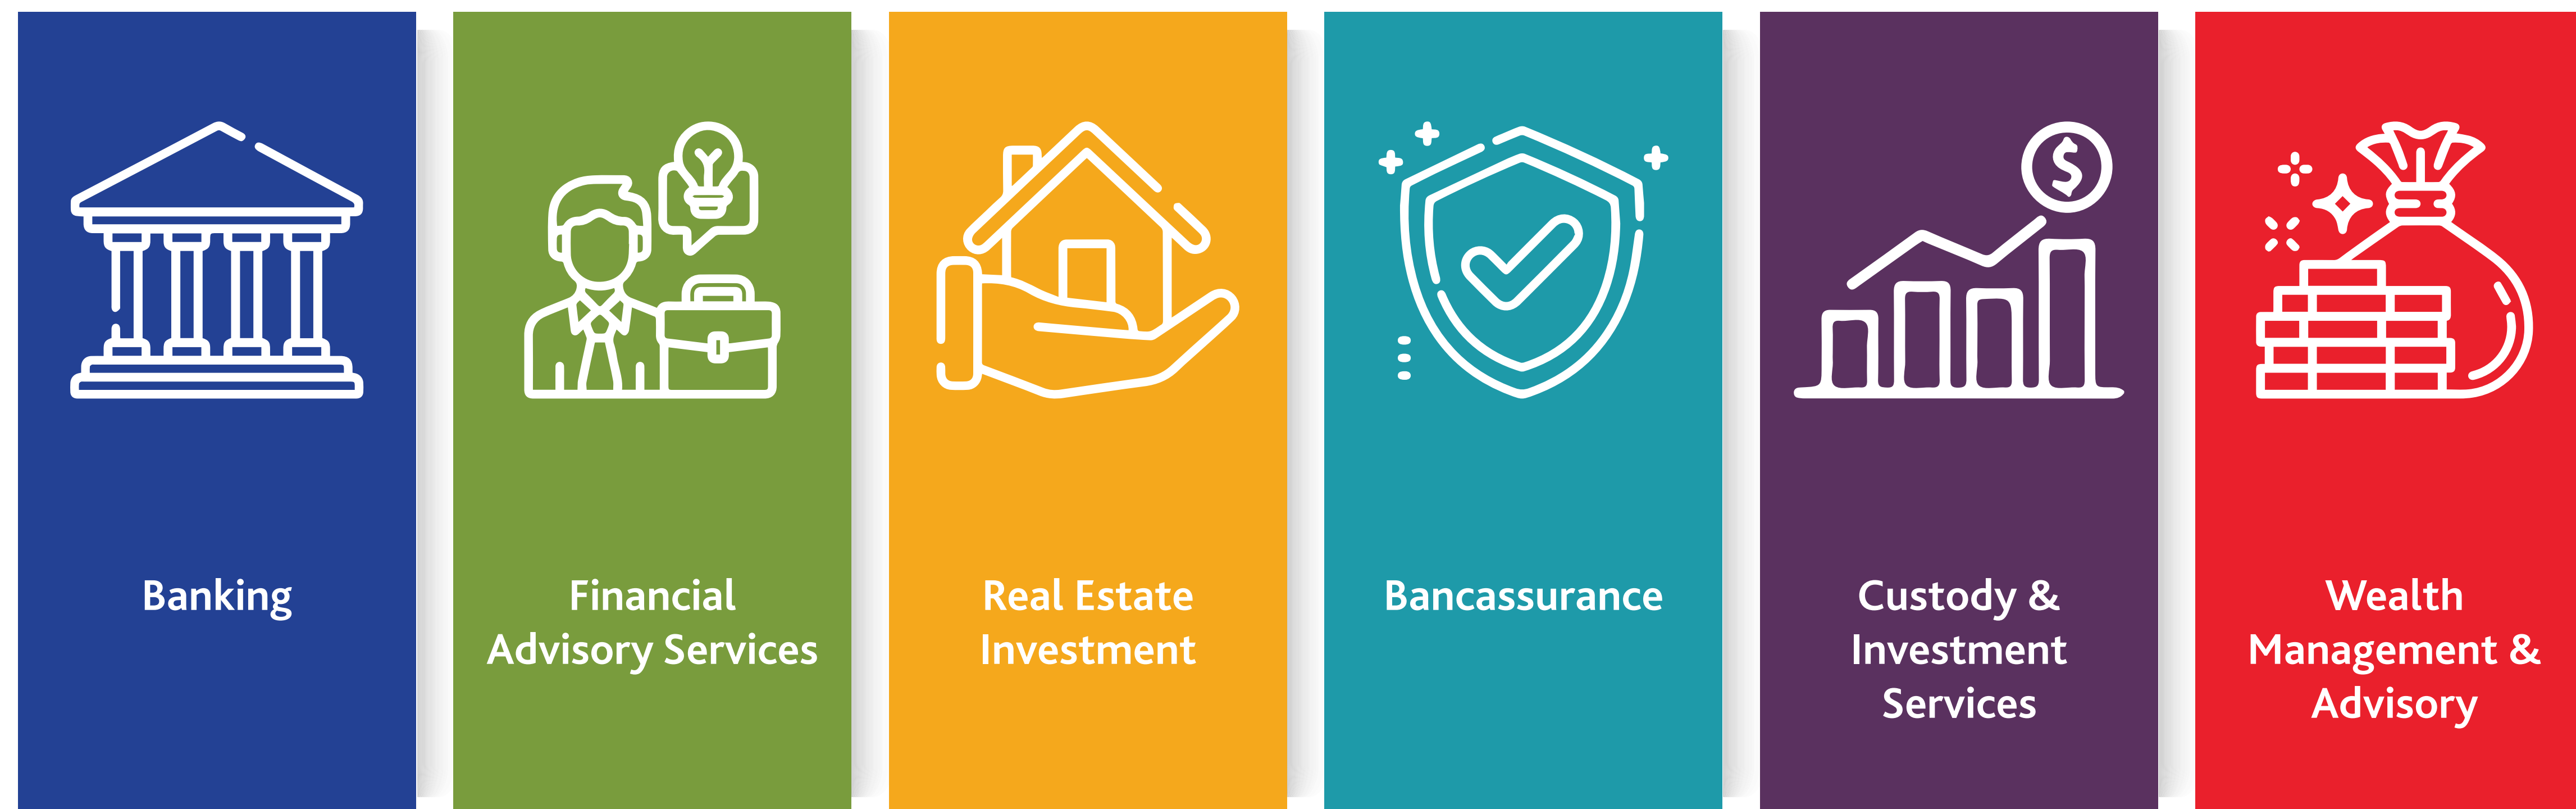 Banking
Financial
Advisory Services
Real Estate
Investment
Bancassurance
Custody &
Investment
Services
Wealth
Management &
Advisory
$